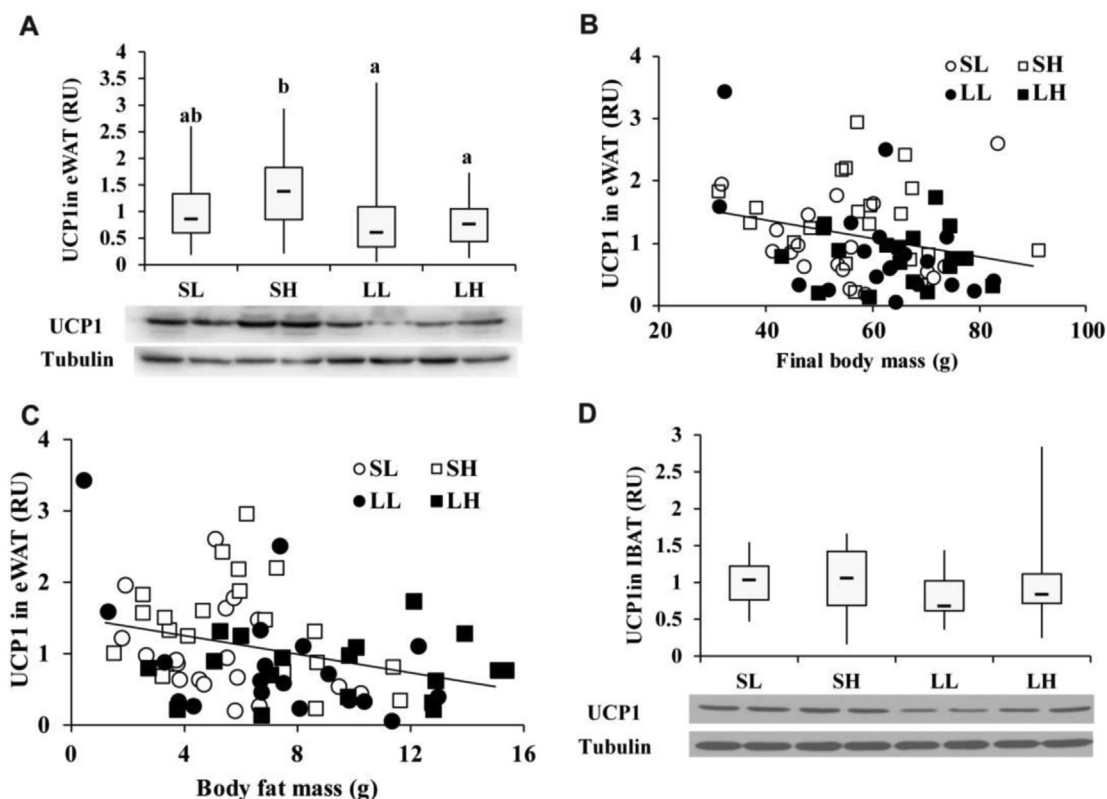 A
UCP1in eWAT (RU)
4
3.5
3
2.5
2
1.5
1
0.5
0
ab
b
a
a
SL SH LL LH
UCP1
Tubulin
B
UCP1 in eWAT (RU)
4
3
2
1
0
SL SH
LL LH
20 40 60 80 100
Final body mass (g)
C
UCP1 in eWAT (RU)
4
3
2
1
0
SL SH
LL LH
0 4 8 12 16
Body fat mass (g)
D
UCP1in IBAT (RU)
3
2.5
2
1.5
1
0.5
0
SL SH LL LH
UCP1
Tubulin